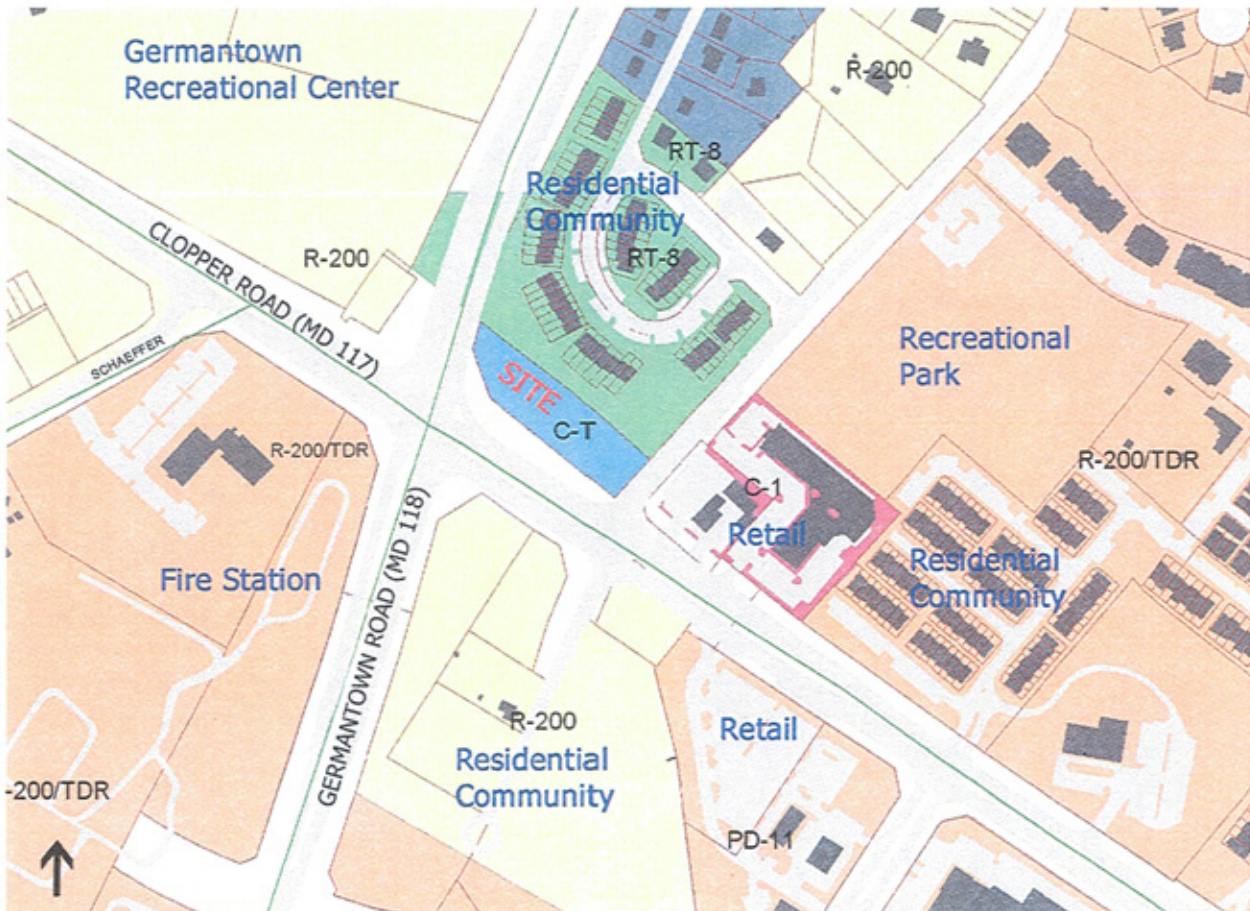 Germantown
Recreational Center
R-200
RT-8
Residential
Community
RT-8
R-200
CLOPPER ROAD (MD 117)
SCHAEFFER
SITE
C-T
Recreational
Park
R-200/TDR
R-200/TDR
C-1
Retail
Residential
Community
Fire Station
GERMANTOWN ROAD (MD 118)
R-200
Residential
Community
Retail
-200/TDR
PD-11